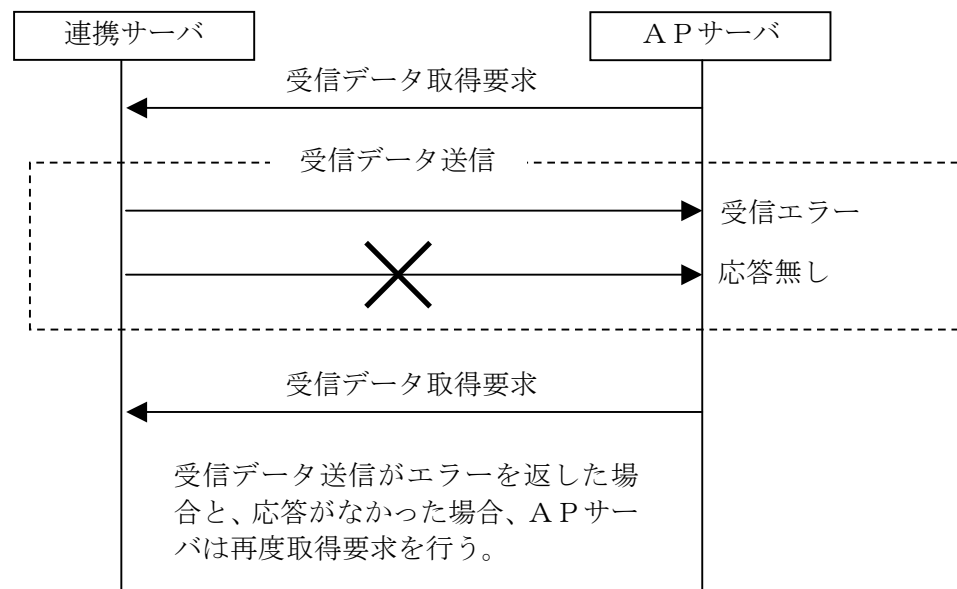 連携サーバ
ＡＰサーバ
受信データ取得要求
受信データ送信
受信エラー
応答無し
受信データ取得要求
受信データ送信がエラーを返した場
合と、応答がなかった場合、ＡＰサー
バは再度取得要求を行う。